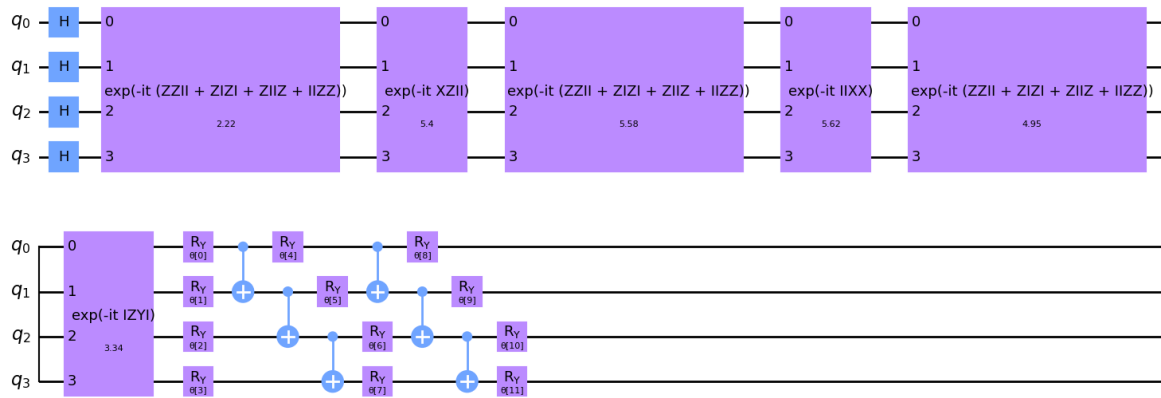 q0 H 0 0 0 0 0
q1 H 1 1 1 1 1
exp(-it (ZZII + ZIZI + ZIIZ + IIZZ)) exp(-it XZII) exp(-it (ZZII + ZIZI + ZIIZ + IIZZ)) exp(-it IIXX) exp(-it (ZZII + ZIZI + ZIIZ + IIZZ))
q2 H 2 2 2 2 2
2.22 5.4 5.58 5.62 4.95
q3 H 3 3 3 3 3
q0 0 RY RY RY
θ[0] θ[4] θ[8]
q1 1 RY RY RY
θ[1] θ[5] θ[9]
exp(-it IZYI)
q2 2 RY RY RY
θ[2] θ[6] θ[10]
3.34
q3 3 RY RY RY
θ[3] θ[7] θ[11]